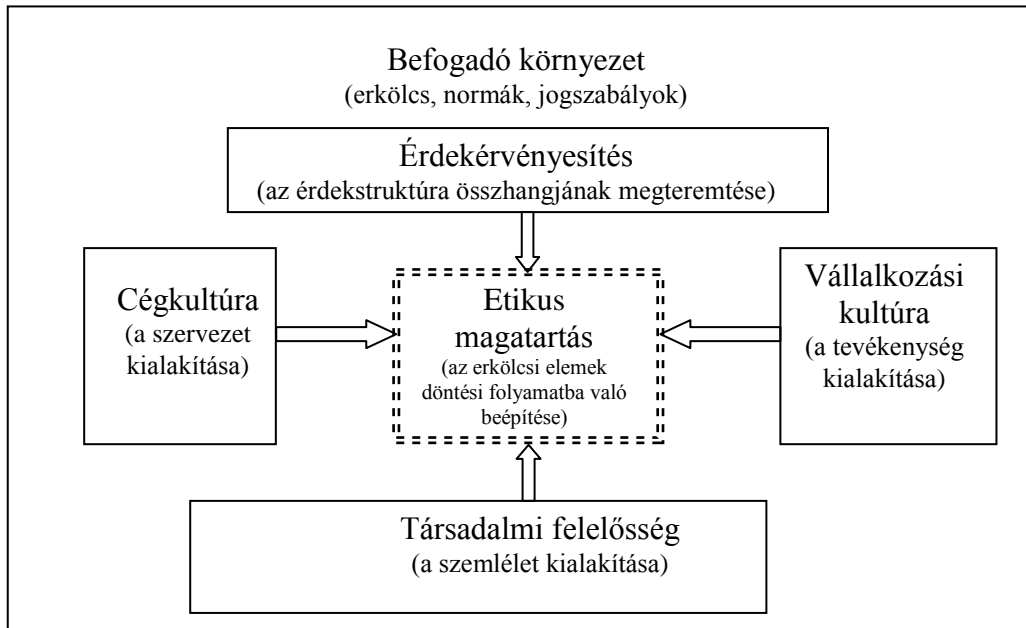 Befogadó környezet
(erkölcs, normák, jogszabályok)
Érdekérvényesítés
(az érdekstruktúra összhangjának megteremtése)
Cégkultúra
(a szervezet
kialakítása)
Etikus
magatartás
(az erkölcsi elemek
döntési folyamatba való
beépítése)
Vállalkozási
kultúra
(a tevékenység
kialakítása)
Társadalmi felelősség
(a szemlélet kialakítása)